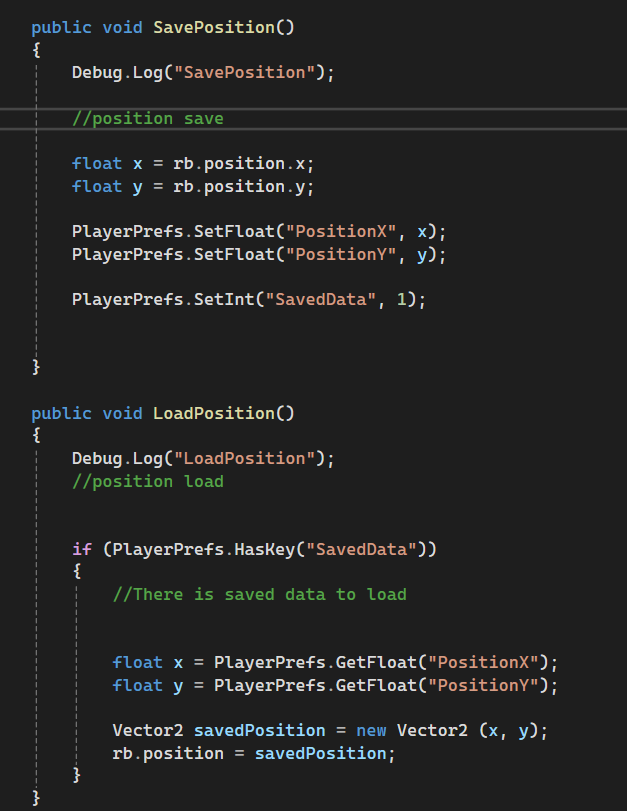 public void SavePosition()
{
Debug.Log("SavePosition");
//position save
float x = rb.position.x;
float y = rb.position.y;
PlayerPrefs.SetFloat("PositionX", x);
PlayerPrefs.SetFloat("PositionY", y);
PlayerPrefs.SetInt("SavedData", 1);
}
public void LoadPosition()
{
Debug.Log("LoadPosition");
//position load
if (PlayerPrefs.HasKey("SavedData"))
{
//There is saved data to load
float x = PlayerPrefs.GetFloat("PositionX");
float y = PlayerPrefs.GetFloat("PositionY");
Vector2 savedPosition = new Vector2 (x, y);
rb.position = savedPosition;
}
}